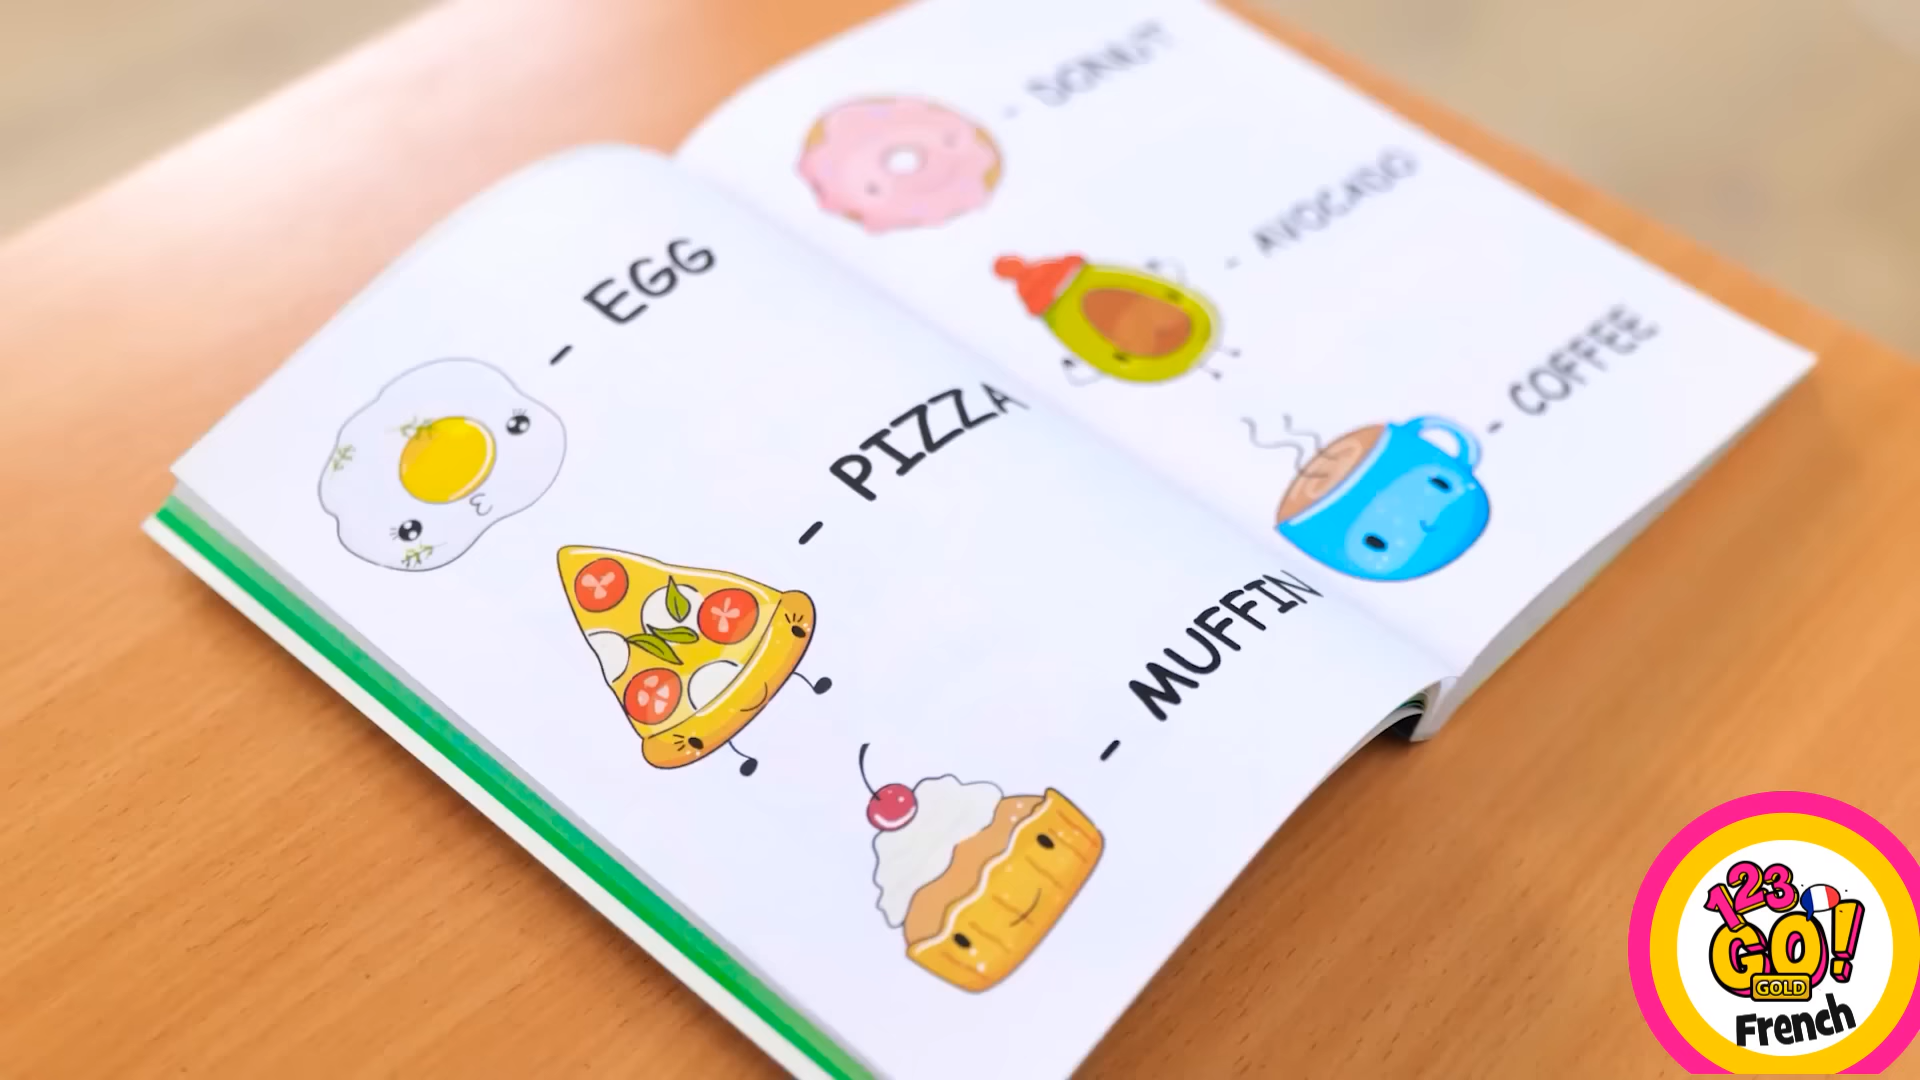 - EGG
- PIZZA
- MUFFIN
- DONUT
- AVOCADO
- COFFEE
123
GO!
GOLD
French